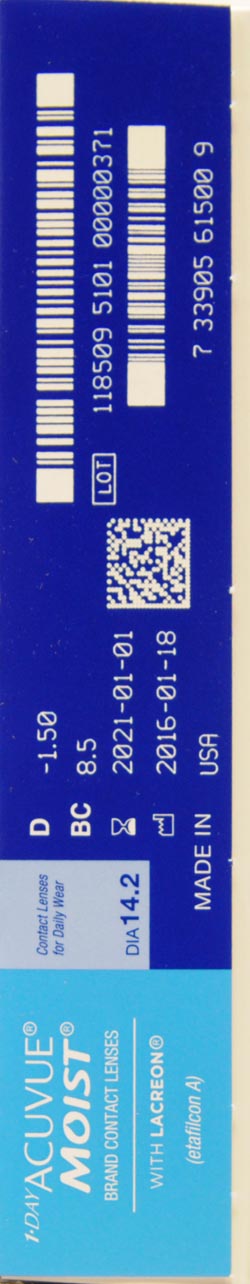 1·DAY ACUVUE®
MOIST®
BRAND CONTACT LENSES
WITH LACREON®
(etafilcon A)
Contact Lenses
for Daily Wear
DIA 14.2
D -1.50
BC 8.5
2021-01-01
2016-01-18
MADE IN USA
LOT 118509 5101 00000371
7 33905 61500 9